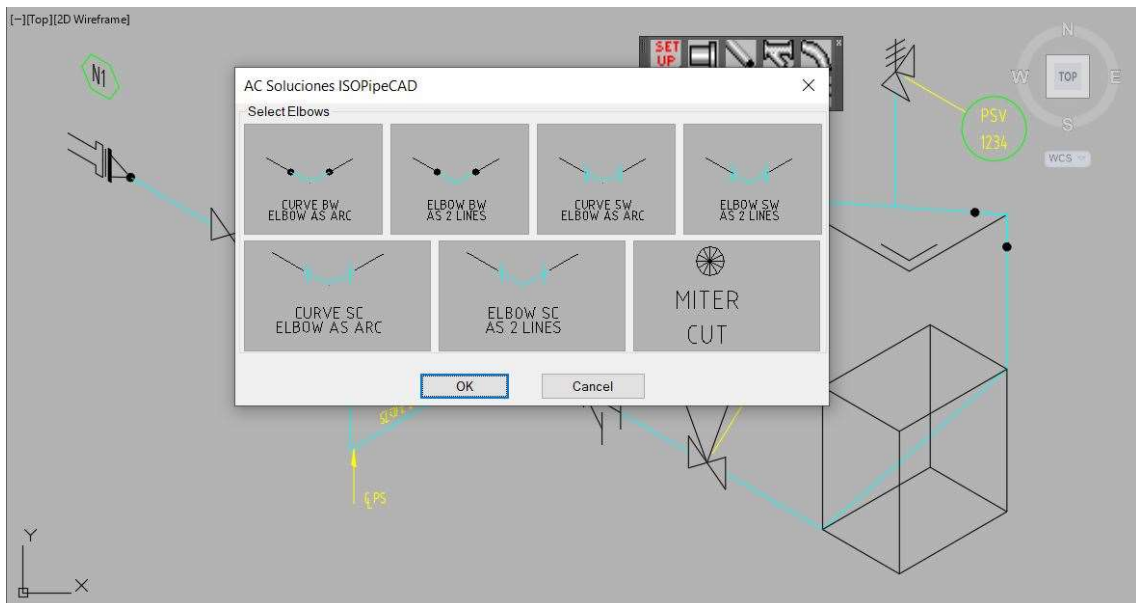 [−][Top][2D Wireframe]
N1
SET
UP
N
W
TOP
E
S
WCS
PSV
1234
AC Soluciones ISOPipeCAD
Select Elbows
CURVE BW
ELBOW AS ARC
ELBOW BW
AS 2 LINES
CURVE SW
ELBOW AS ARC
ELBOW SW
AS 2 LINES
CURVE SC
ELBOW AS ARC
ELBOW SC
AS 2 LINES
MITER
CUT
OK
Cancel
PS
Y
X